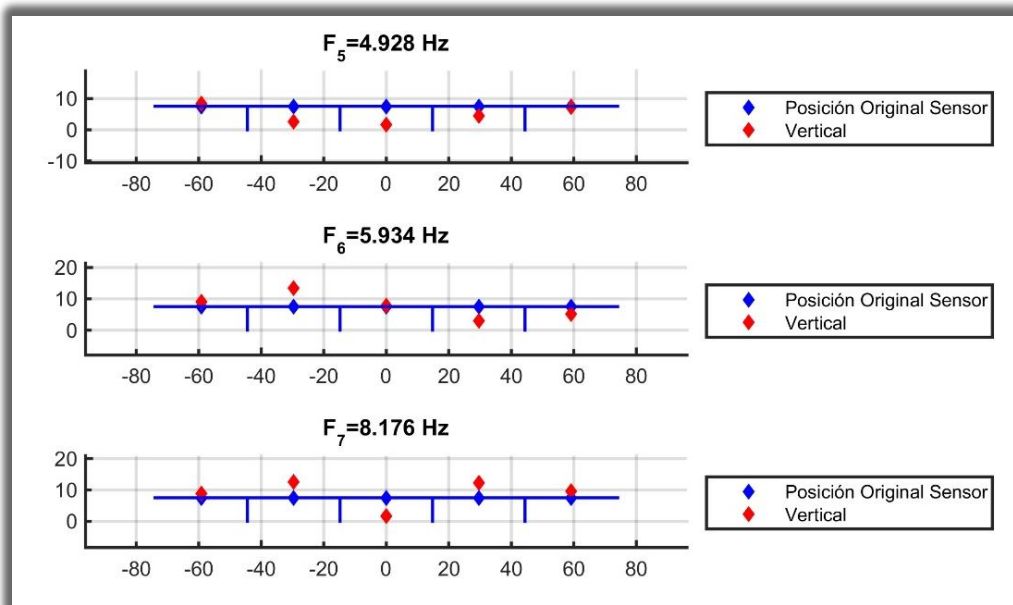 F5=4.928 Hz
10
0
-10
-80 -60 -40 -20 0 20 40 60 80
Posición Original Sensor
Vertical
F6=5.934 Hz
20
10
0
-80 -60 -40 -20 0 20 40 60 80
Posición Original Sensor
Vertical
F7=8.176 Hz
20
10
0
-80 -60 -40 -20 0 20 40 60 80
Posición Original Sensor
Vertical